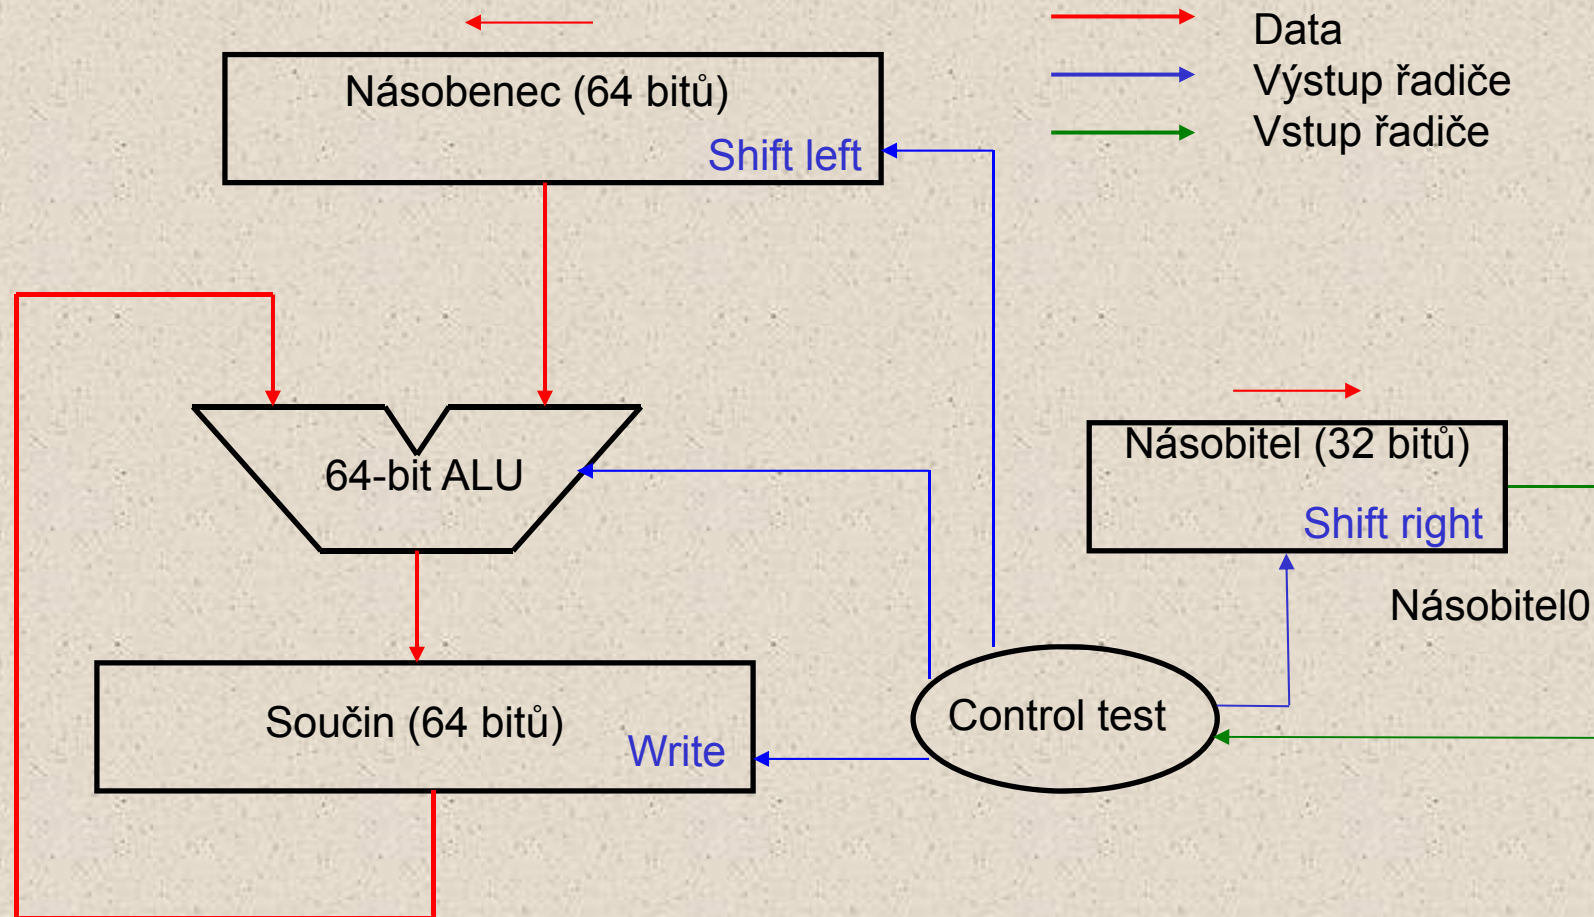 Data
Výstup řadiče
Vstup řadiče
Násobenec (64 bitů)
Shift left
64-bit ALU
Násobitel (32 bitů)
Shift right
Násobitel0
Součin (64 bitů)
Write
Control test